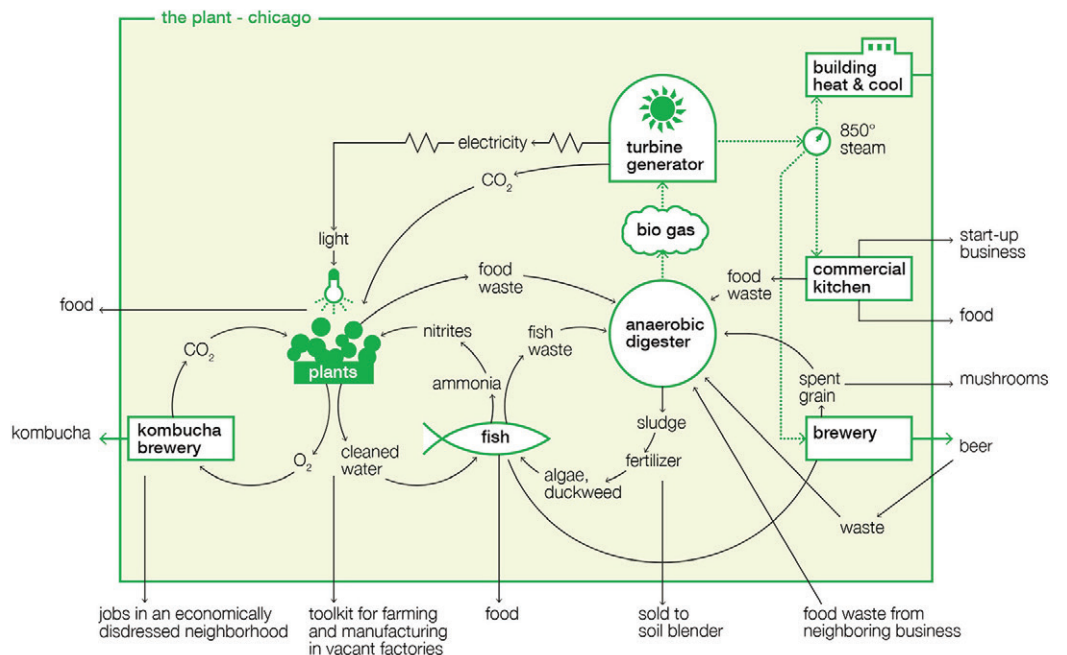 the plant - chicago
building
heat & cool
850°
steam
turbine
generator
electricity
CO₂
bio gas
light
start-up
business
food
waste
commercial
kitchen
food
waste
food
food
anaerobic
digester
nitrites
fish
waste
CO₂
plants
ammonia
spent
grain
mushrooms
sludge
kombucha
kombucha
brewery
fish
brewery
beer
cleaned
water
O₂
fertilizer
algae,
duckweed
waste
jobs in an economically
disdressed neighborhood
toolkit for farming
and manufacturing
in vacant factories
food
sold to
soil blender
food waste from
neighboring business